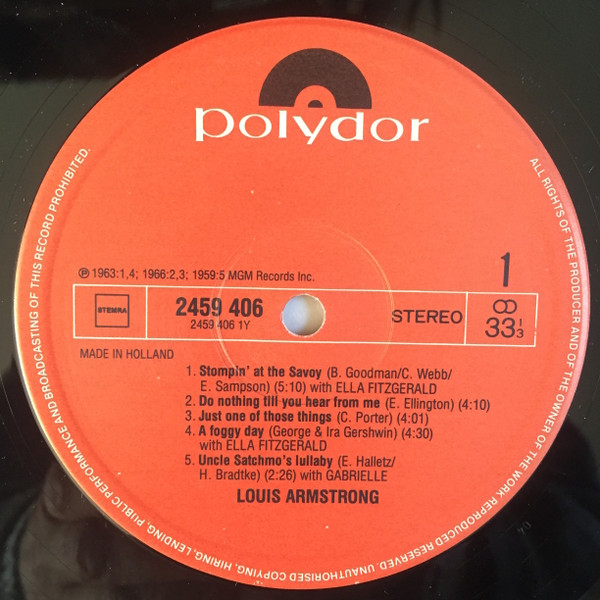 polydor
ALL RIGHTS OF THE PRODUCER AND OF THE OWNER OF THE WORK REPRODUCED RESERVED. UNAUTHORISED COPYING, HIRING, LENDING, PUBLIC PERFORMANCE AND BROADCASTING OF THIS RECORD PROHIBITED.
℗ 1963:1,4; 1966:2,3; 1959:5 MGM Records Inc.
1
STEMRA
2459 406
2459 406 1Y
STEREO
33 1/3
MADE IN HOLLAND
1. Stompin' at the Savoy (B. Goodman/C. Webb/
E. Sampson) (5:10) with ELLA FITZGERALD
2. Do nothing till you hear from me (E. Ellington) (4:10)
3. Just one of those things (C. Porter) (4:01)
4. A foggy day (George & Ira Gershwin) (4:30)
with ELLA FITZGERALD
5. Uncle Satchmo's lullaby (E. Halletz/
H. Bradtke) (2:26) with GABRIELLE
LOUIS ARMSTRONG